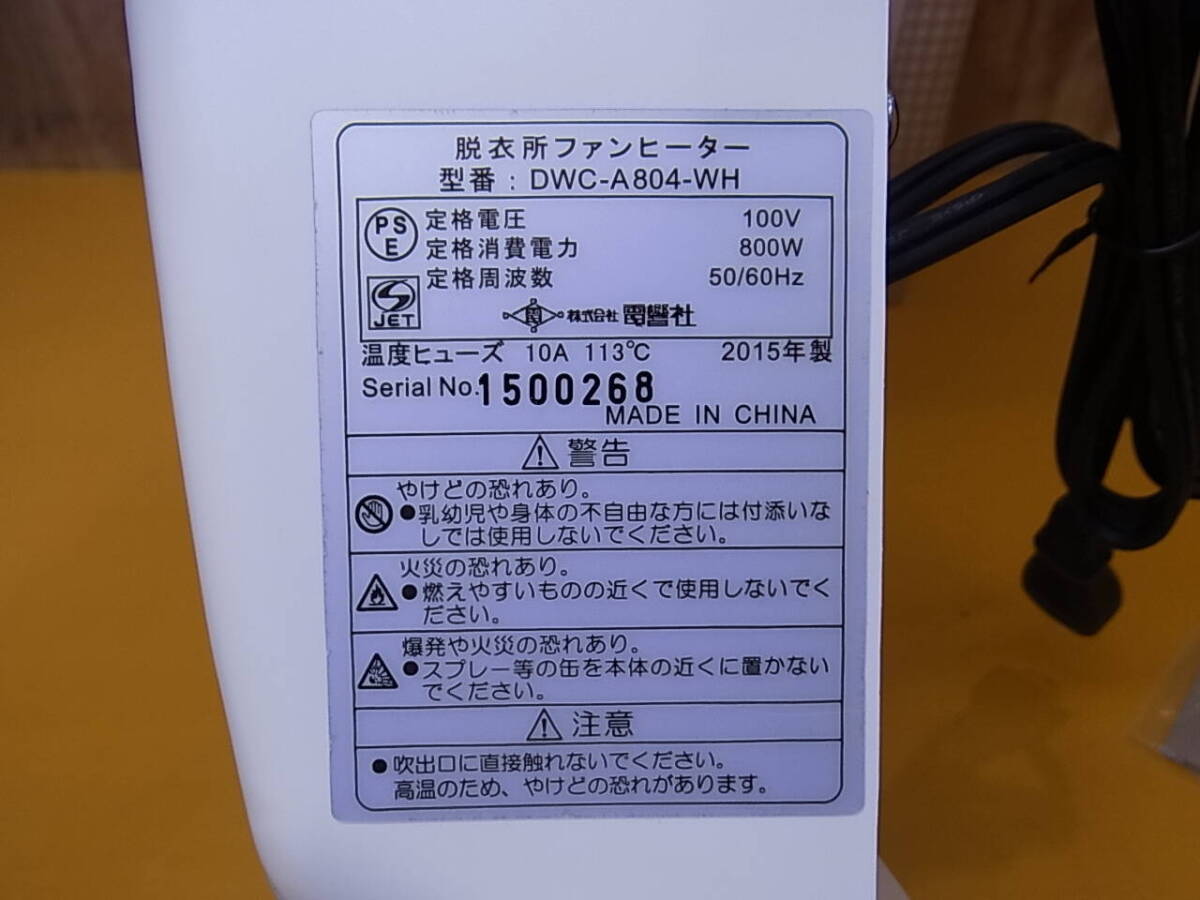 脱衣所ファンヒーター
型番：DWC-A804-WH
PS
E
定格電圧 100V
定格消費電力 800W
定格周波数 50/60Hz
S
JET
電 株式会社 電響社
温度ヒューズ 10A 113℃ 2015年製
Serial No.1500268
MADE IN CHINA
警告
やけどの恐れあり。
●乳幼児や身体の不自由な方には付添いな
しでは使用しないでください。
火災の恐れあり。
●燃えやすいものの近くで使用しないでく
ださい。
爆発や火災の恐れあり。
●スプレー等の缶を本体の近くに置かない
でください。
注意
●吹出口に直接触れないでください。
高温のため、やけどの恐れがあります。